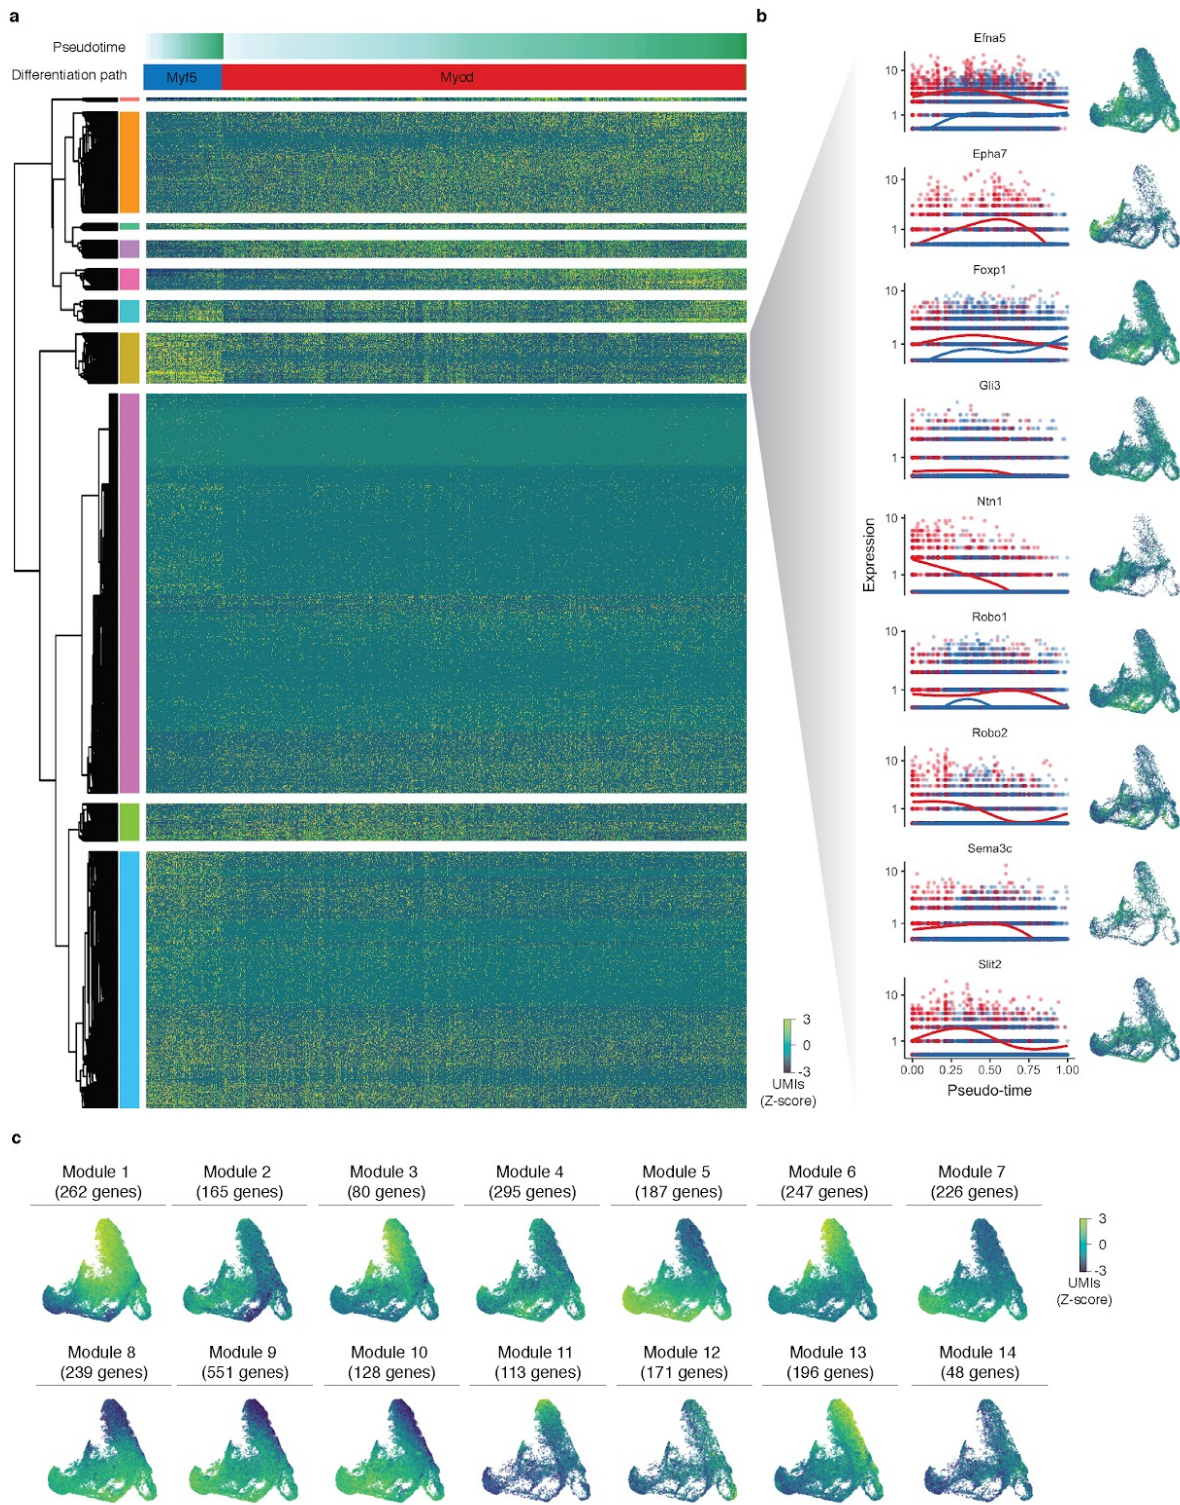 a
Pseudotime
Differentiation path
Myf5
Myod
3
0
-3
UMIs
(Z-score)
b
Efna5
10
1
Epha7
10
1
Foxp1
10
1
Gli3
1
Ntn1
10
1
Expression
Robo1
10
1
Robo2
10
1
Sema3c
10
1
Slit2
10
1
0.00 0.25 0.50 0.75 1.00
Pseudo-time
c
Module 1 Module 2 Module 3 Module 4 Module 5 Module 6 Module 7
(262 genes) (165 genes) (80 genes) (295 genes) (187 genes) (247 genes) (226 genes)
3
0
-3
UMIs
(Z-score)
Module 8 Module 9 Module 10 Module 11 Module 12 Module 13 Module 14
(239 genes) (551 genes) (128 genes) (113 genes) (171 genes) (196 genes) (48 genes)